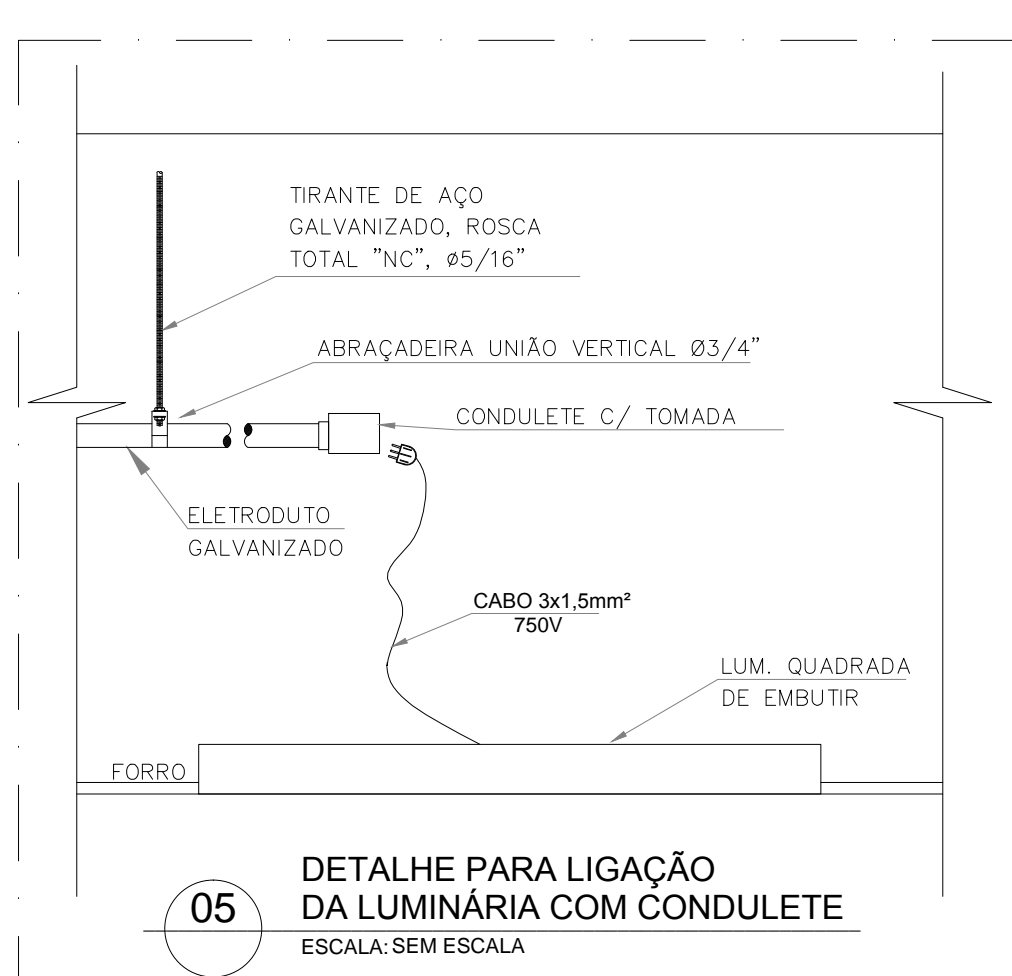 TIRANTE DE AÇO
GALVANIZADO, ROSCA
TOTAL ”NC”, ø5/16”
ABRAÇADEIRA UNIÃO VERTICAL Ø3/4”
CONDULETE C/ TOMADA
ELETRODUTO
GALVANIZADO
CABO 3x1,5mm²
750V
LUM. QUADRADA
DE EMBUTIR
FORRO
05
DETALHE PARA LIGAÇÃO
DA LUMINÁRIA COM CONDULETE
ESCALA: SEM ESCALA